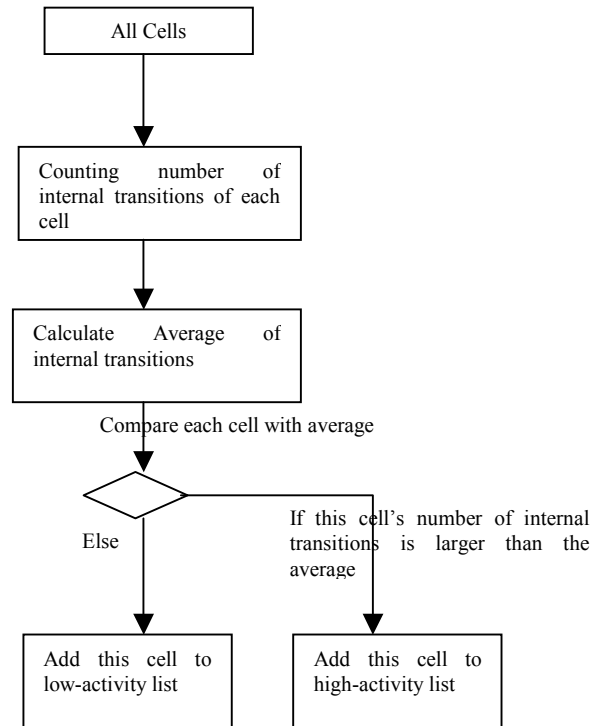 All Cells
Counting number of
internal transitions of each
cell
Calculate Average of
internal transitions
Compare each cell with average
If this cell's number of internal
transitions is larger than the
average
Else
Add this cell to
low-activity list
Add this cell to
high-activity list